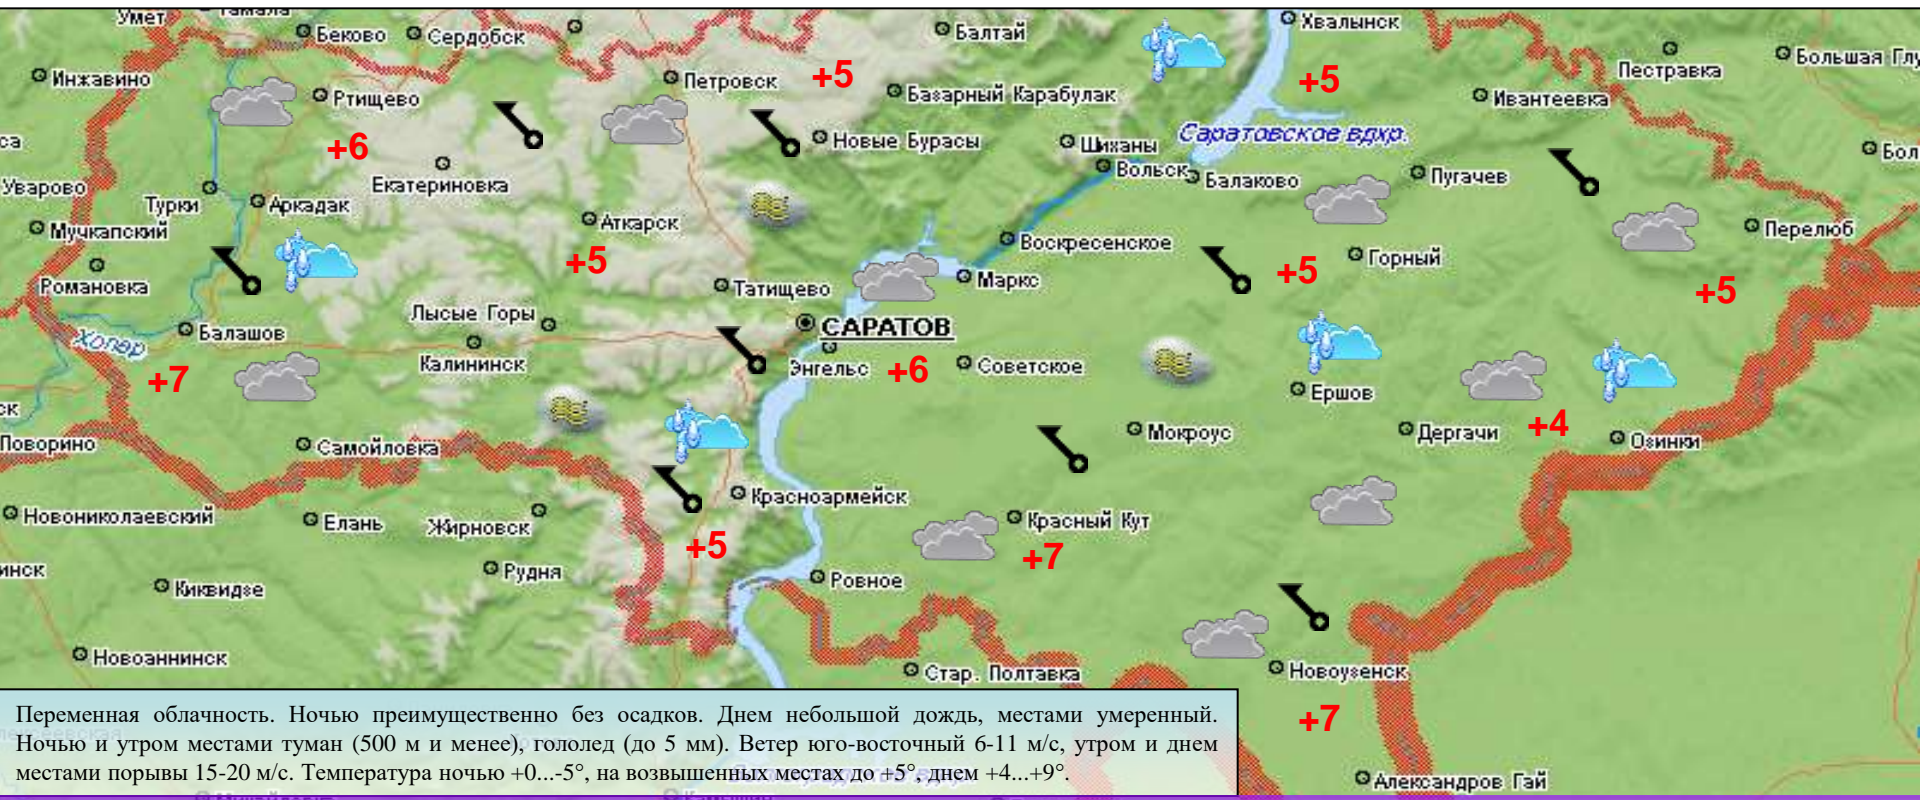 Умет
Тамала
Беково
Сердобск
Балтай
Хвалынск
Инжавино
Петровск
+5
+5
Пестравка
Большая Глу
Ртищево
Базарный Карабулак
Ивантеевка
са
+6
Новые Бурасы
Шиханы
Саратовское вдхр.
Бол
Уварово
Екатериновка
Вольск
Балаково
Пугачев
Турки
Аркадак
Мучкапский
Аткарск
Воскресенское
Перелюб
+5
+5
Горный
Романовка
Татищево
Маркс
+5
Лысые Горы
Балашов
САРАТОВ
Хопер
Калининск
Энгельс
+6
Советское
+7
Ершов
ск
Поворино
Самойловка
Мокроус
Дергачи
+4
Озинки
Красноармейск
Новониколаевский
Елань
Жирновск
Красный Кут
+5
+7
инск
Рудня
Киквидзе
Ровное
Новоаннинск
Стар. Полтавка
Новоузенск
+7
Переменная облачность. Ночью преимущественно без осадков. Днем небольшой дождь, местами умеренный.
Ночью и утром местами туман (500 м и менее), гололед (до 5 мм). Ветер юго-восточный 6-11 м/с, утром и днем
местами порывы 15-20 м/с. Температура ночью +0...-5°, на возвышенных местах до +5°, днем +4...+9°.
Александров Гай